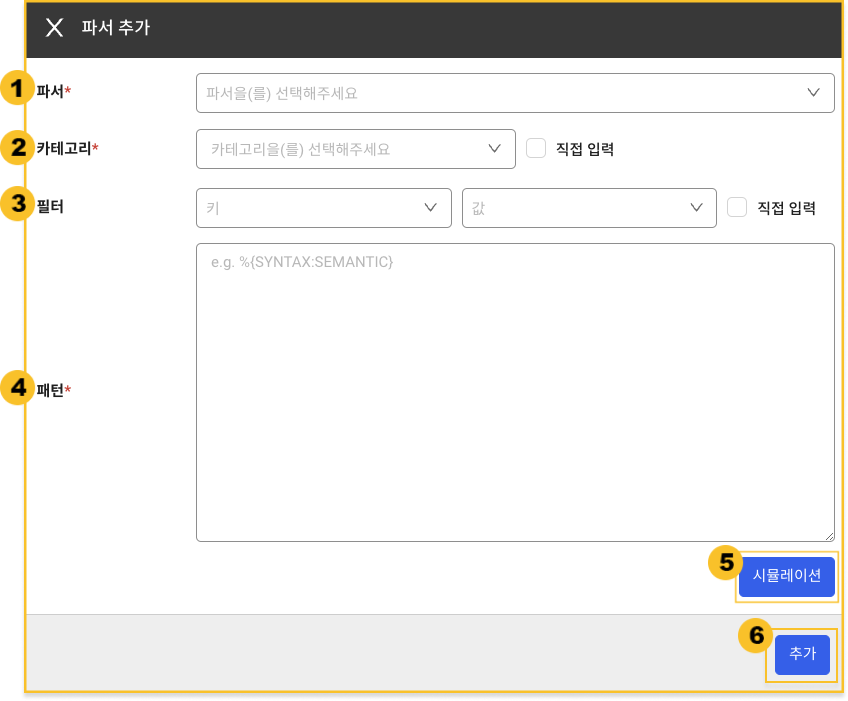 X 파서 추가
1 파서*
파서을(를) 선택해주세요
2 카테고리*
카테고리을(를) 선택해주세요
직접 입력
3 필터
키
값
직접 입력
e.g. %{SYNTAX:SEMANTIC}
4 패턴*
5 시뮬레이션
6 추가